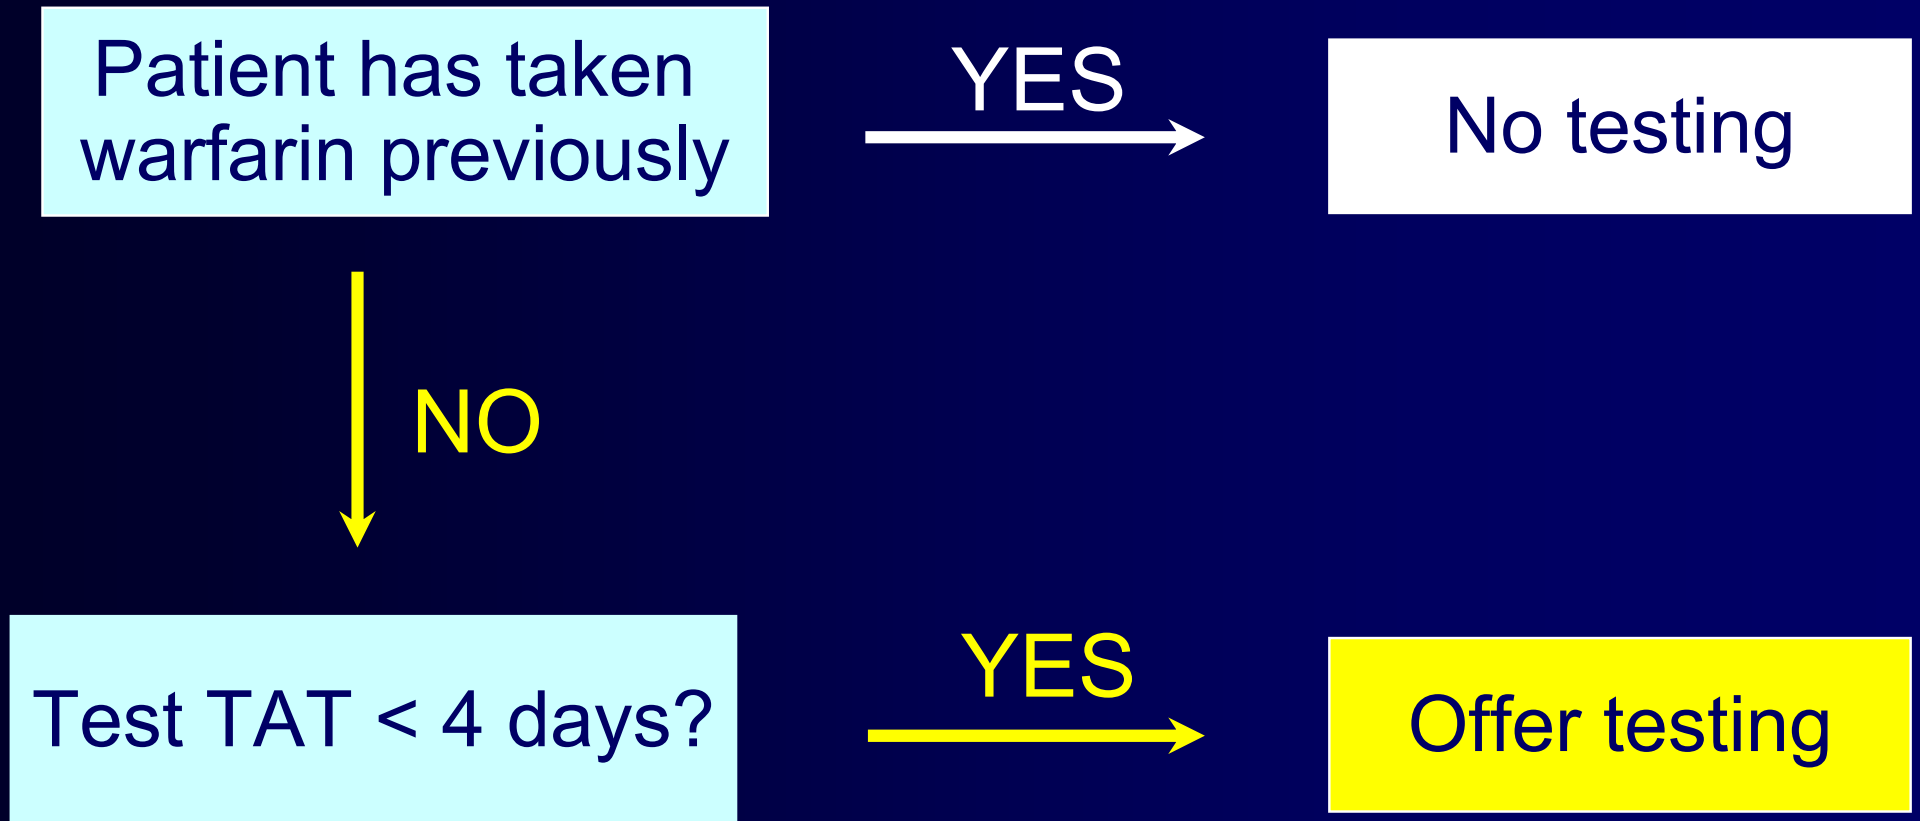 Patient has taken
warfarin previously
YES
No testing
NO
Test TAT < 4 days?
YES
Offer testing